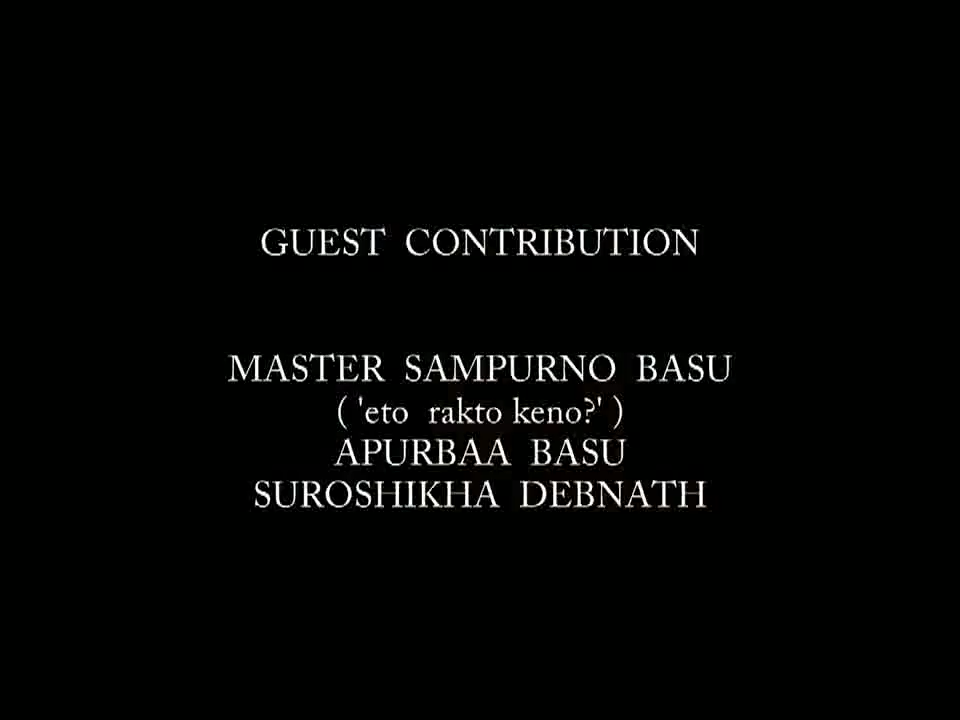 GUEST CONTRIBUTION
MASTER SAMPURNO BASU
( 'eto rakto keno?' )
APURBAA BASU
SUROSHIKHA DEBNATH